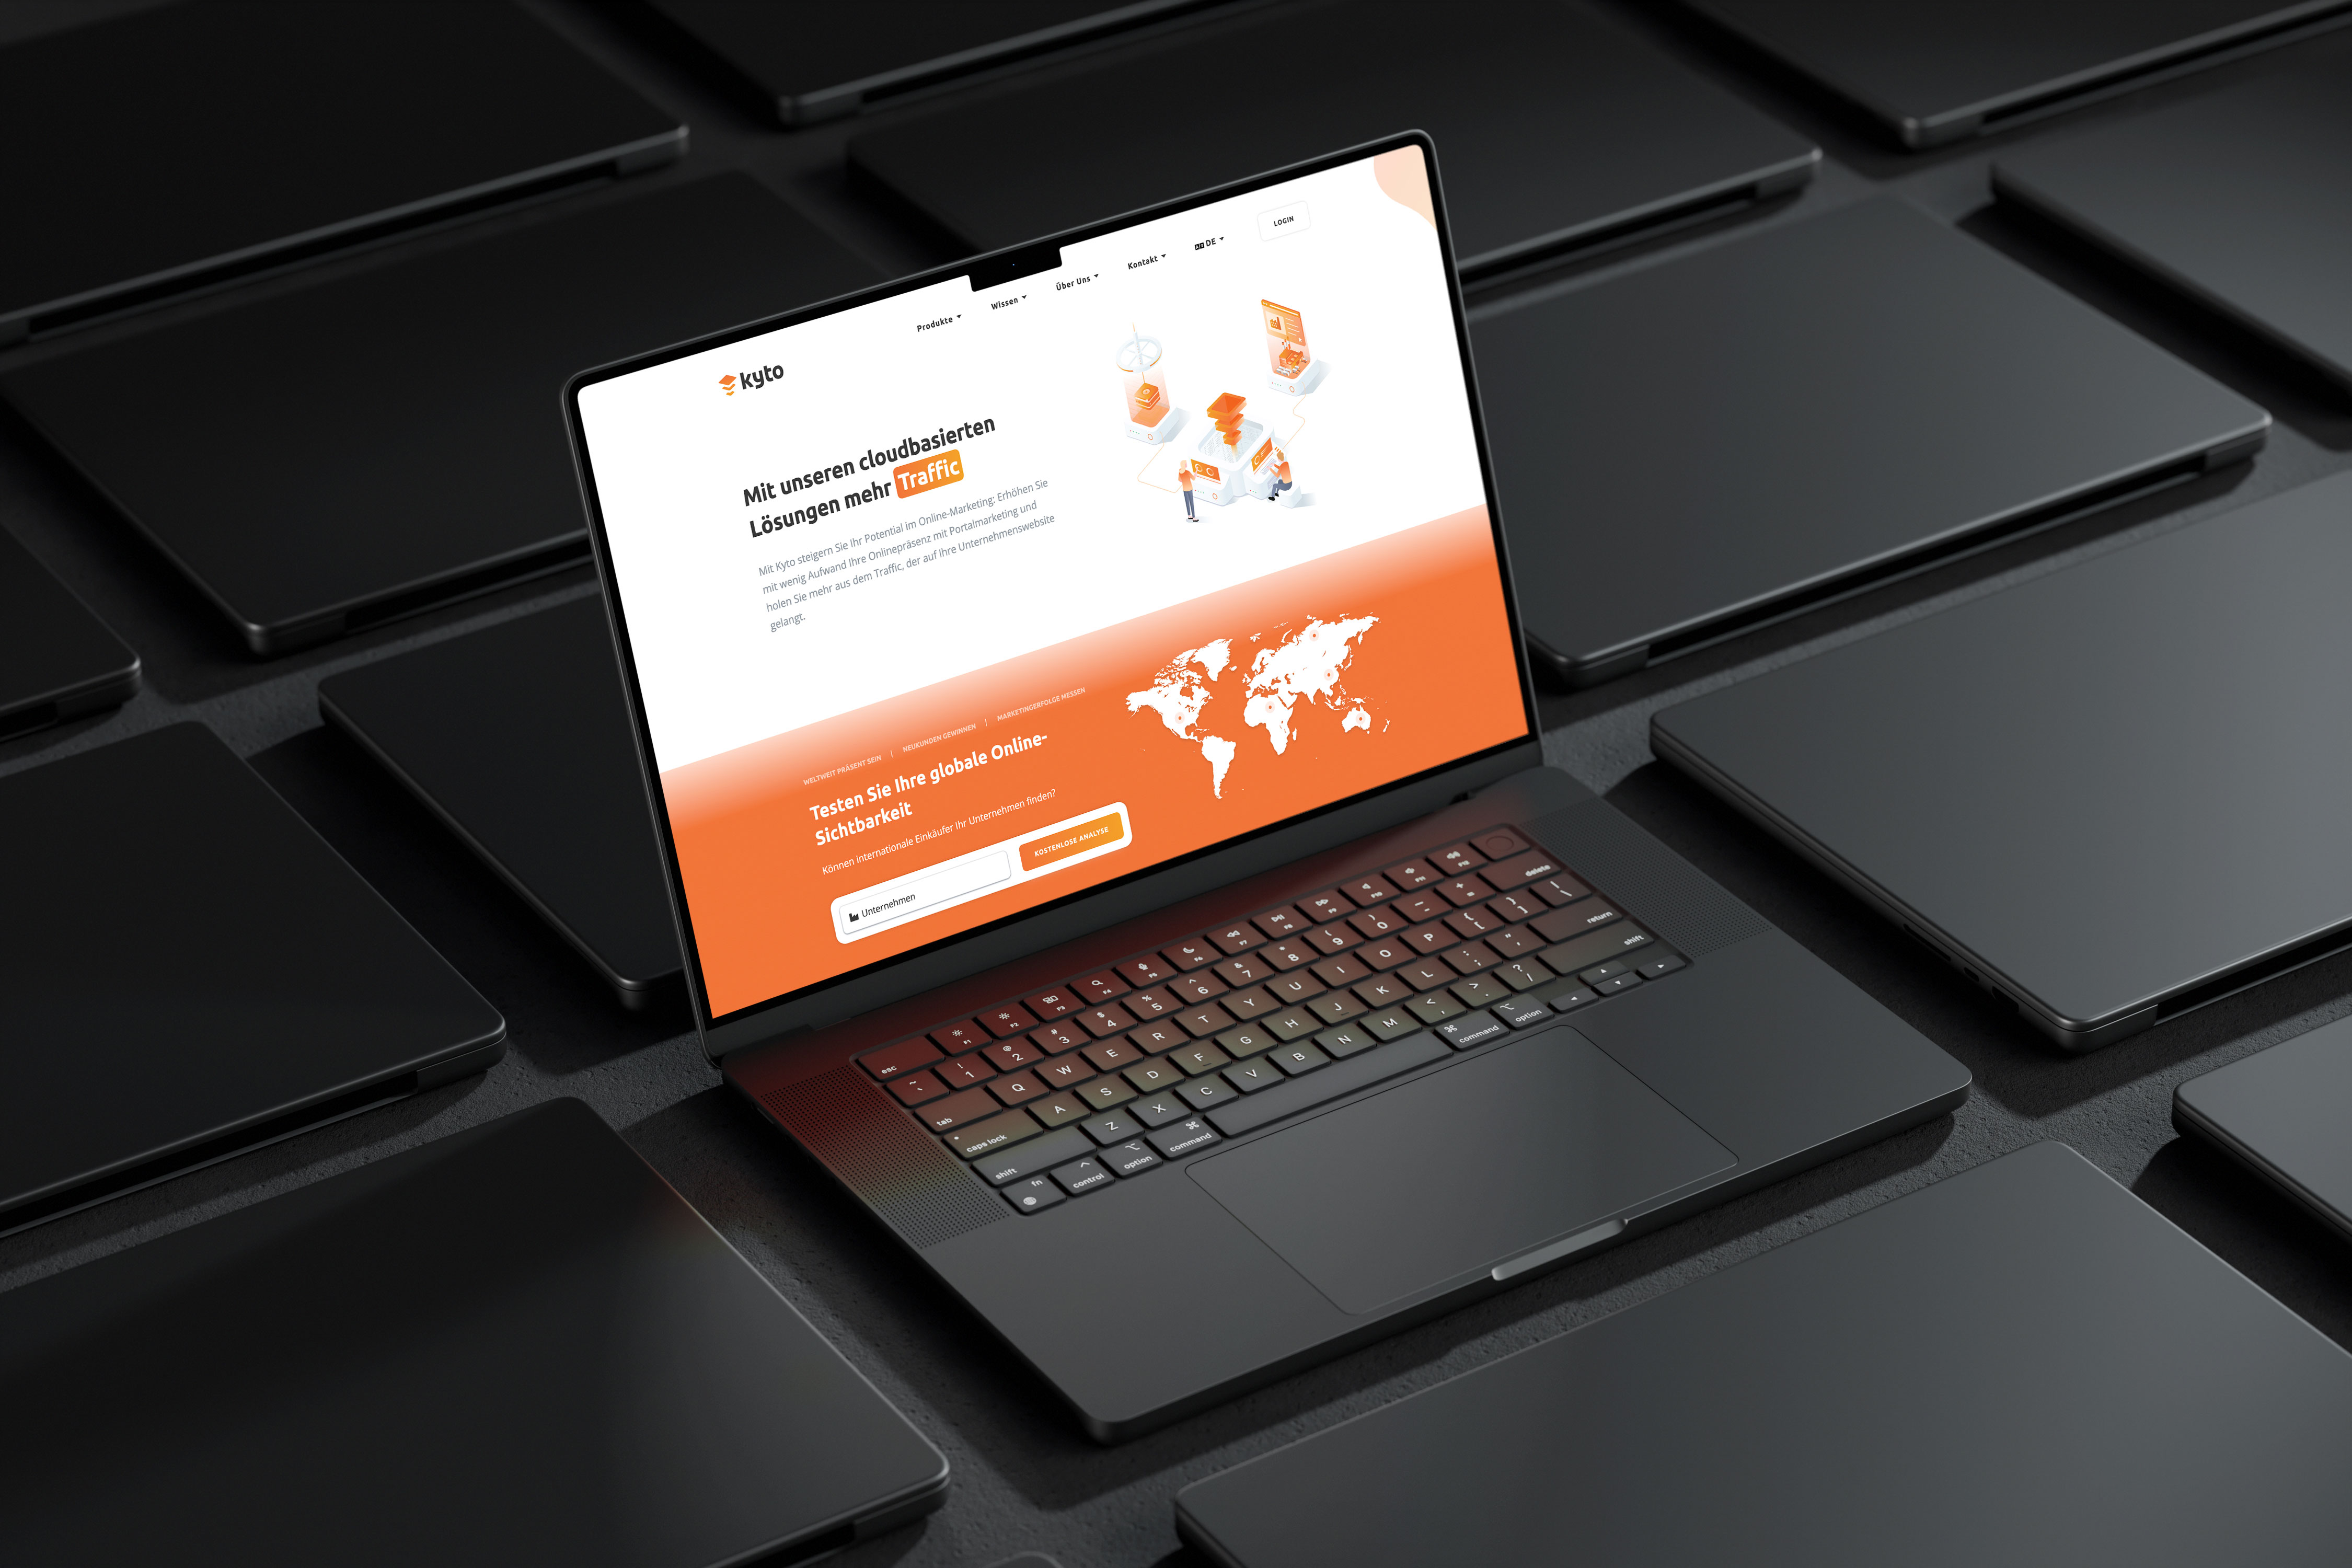 kyto
Produkte
Wissen
Über Uns
Kontakt
DE
LOGIN
Mit unseren cloudbasierten
Lösungen mehr Traffic
Mit Kyto steigern Sie Ihr Potential im Online-Marketing: Erhöhen Sie
mit wenig Aufwand Ihre Onlinepräsenz mit Portalmarketing und
holen Sie mehr aus dem Traffic, der auf Ihre Unternehmenswebsite
gelangt.
WELTWEIT PRÄSENT SEIN | NEUKUNDEN GEWINNEN | MARKETINGERFOLGE MESSEN
Testen Sie Ihre globale Online-
Sichtbarkeit
Können internationale Einkäufer Ihr Unternehmen finden?
Unternehmen
KOSTENLOSE ANALYSE
esc F1 F2 F3 F4 F5 F6 F7 F8 F9 F10 F11 F12
~ ` ! 1 @ 2 # 3 $ 4 % 5 ^ 6 & 7 * 8 ( 9 ) 0 _ - + = delete
tab Q W E R T Y U I O P { [ } ] | \
caps lock A S D F G H J K L : ; " ' return
shift Z X C V B N M < , > . ? / shift
fn control option command command option